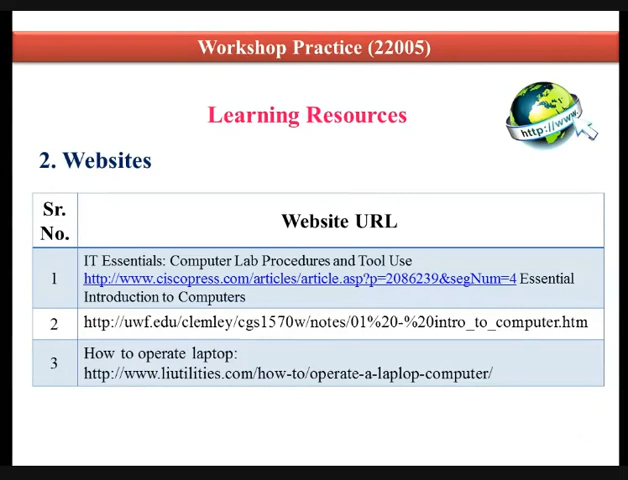 Workshop Practice (22005)
Learning Resources
http://www.
2. Websites
Sr. No.
Website URL
1
IT Essentials: Computer Lab Procedures and Tool Use
http://www.ciscopress.com/articles/article.asp?p=2086239&segNum=4 Essential
Introduction to Computers
2
http://uwf.edu/clemley/cgs1570w/notes/01%20-%20intro_to_computer.htm
3
How to operate laptop:
http://www.liutilities.com/how-to/operate-a-laplop-computer/